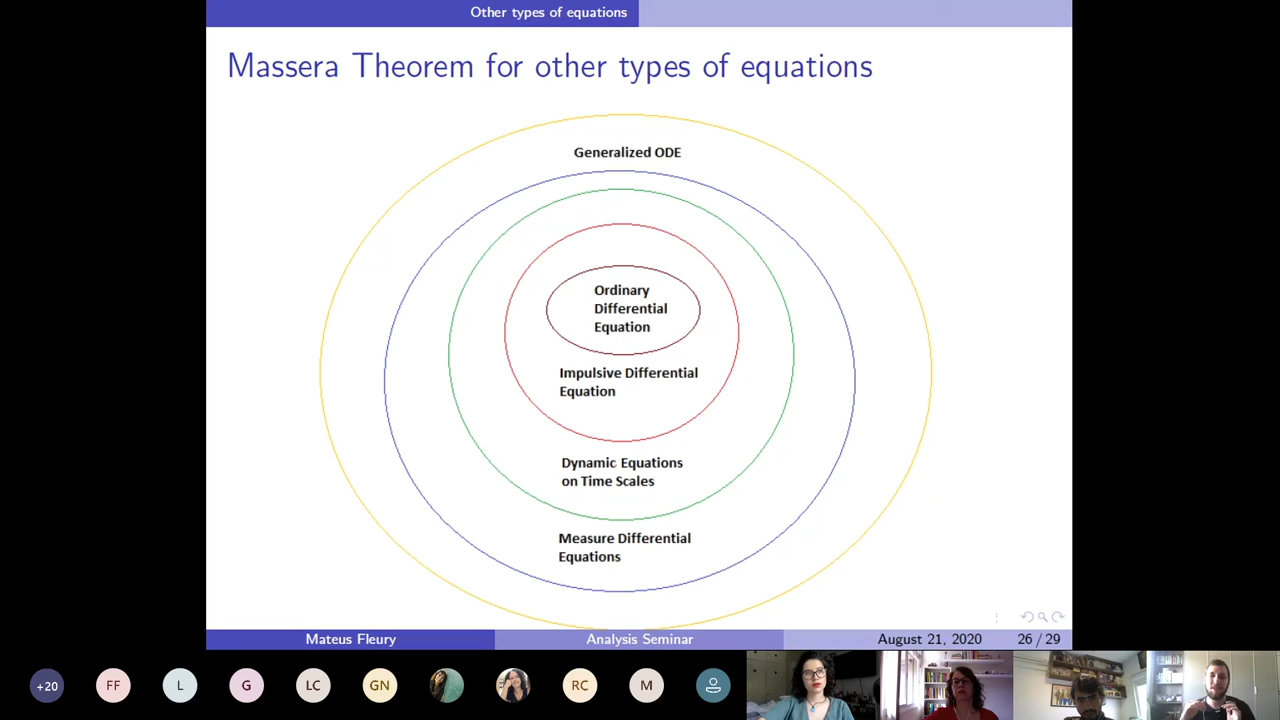 Other types of equations
Massera Theorem for other types of equations
Generalized ODE
Ordinary
Differential
Equation
Impulsive Differential
Equation
Dynamic Equations
on Time Scales
Measure Differential
Equations
Mateus Fleury
Analysis Seminar
August 21, 2020
26 / 29
+20
FF
L
G
LC
GN
RC
M